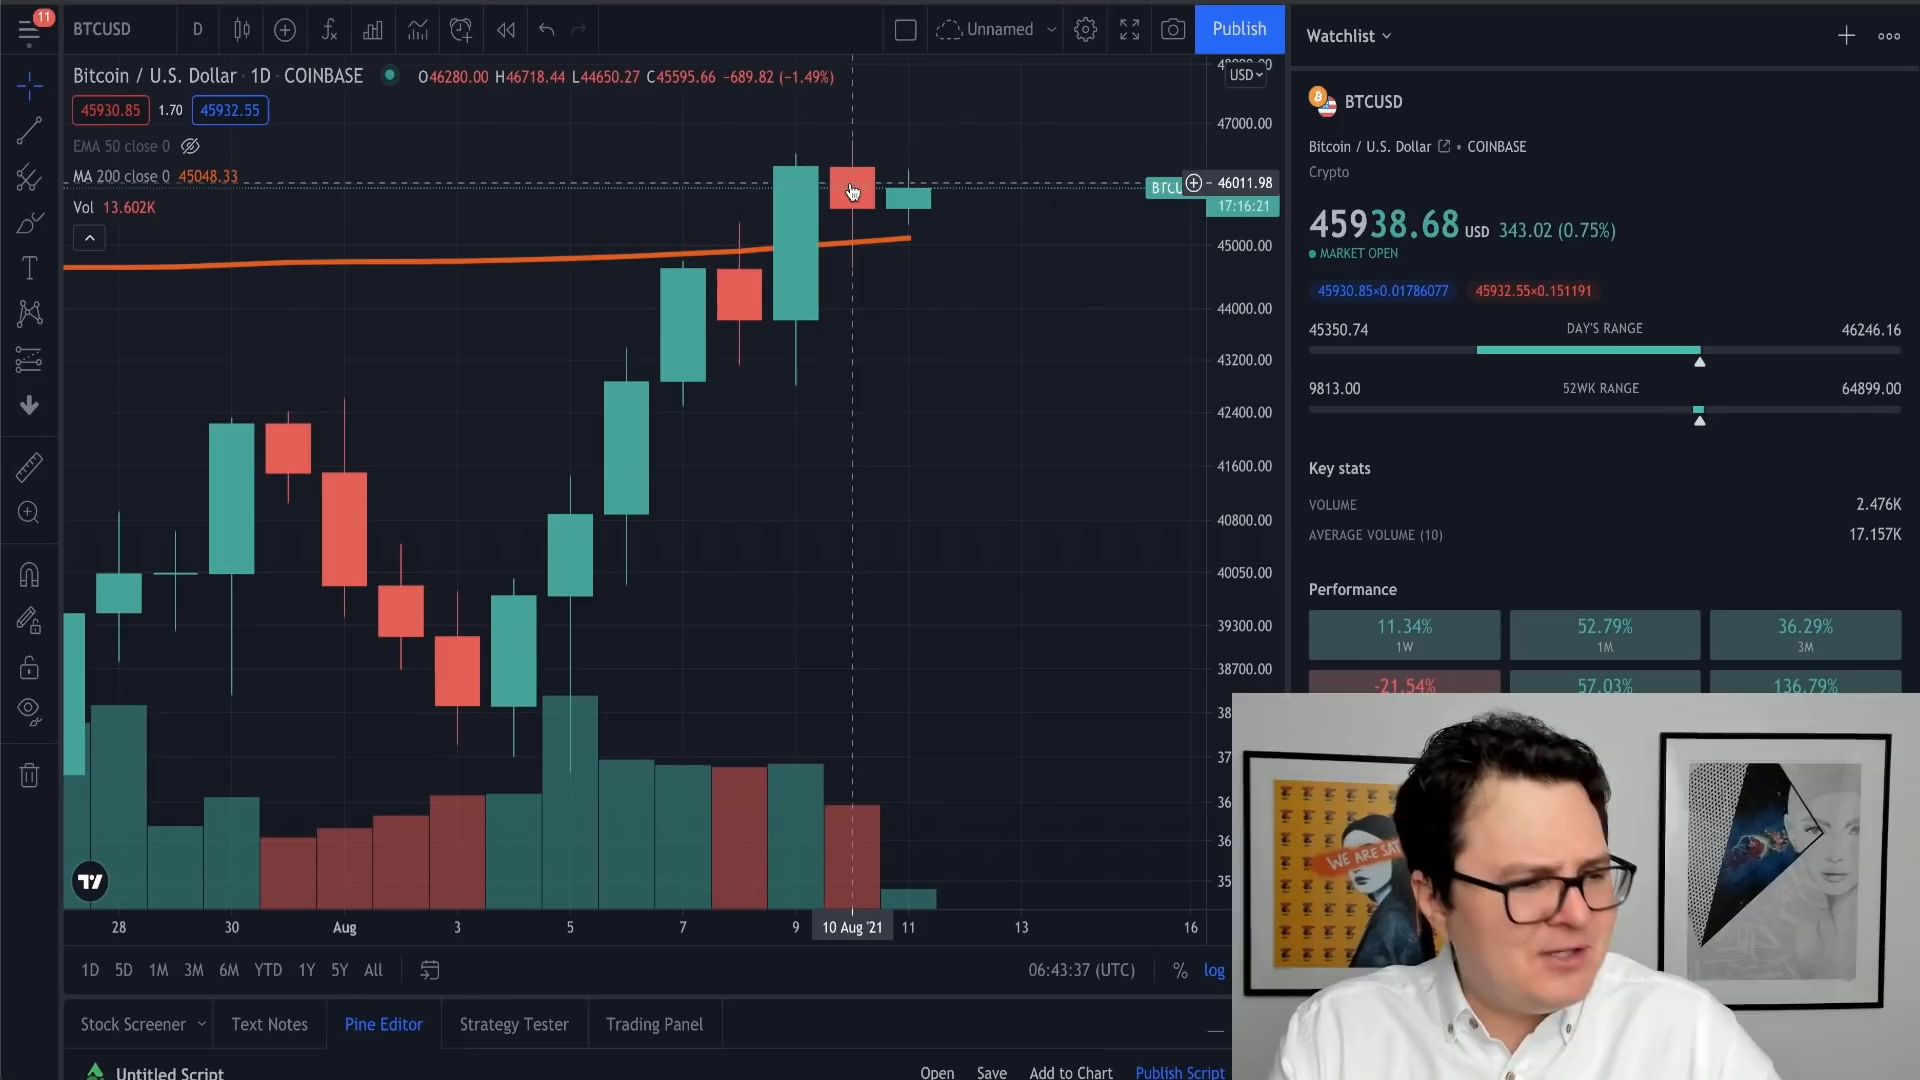 11
BTCUSD
D
Unnamed
Publish
Watchlist
Bitcoin / U.S. Dollar · 1D · COINBASE
O46280.00 H46718.44 L44650.27 C45595.66 −689.82 (−1.49%)
USD
45930.85
1.70
45932.55
EMA 50 close 0
MA 200 close 0 45048.33
Vol 13.602K
47000.00
46011.98
17:16:21
45000.00
44000.00
43200.00
42400.00
41600.00
40800.00
40050.00
39300.00
38700.00
38
37
36
36
35
28
30
Aug
3
5
7
9
10 Aug '21
11
13
16
1D
5D
1M
3M
6M
YTD
1Y
5Y
All
06:43:37 (UTC)
%
log
Stock Screener
Text Notes
Pine Editor
Strategy Tester
Trading Panel
Untitled Script
Open
Save
Add to Chart
Publish Script
BTCUSD
Bitcoin / U.S. Dollar • COINBASE
Crypto
45938.68 USD 343.02 (0.75%)
MARKET OPEN
45930.85×0.01786077
45932.55×0.151191
45350.74
DAY'S RANGE
46246.16
9813.00
52WK RANGE
64899.00
Key stats
VOLUME
2.476K
AVERAGE VOLUME (10)
17.157K
Performance
11.34%
1W
52.79%
1M
36.29%
3M
-21.54%
57.03%
136.79%
WE ARE SAT